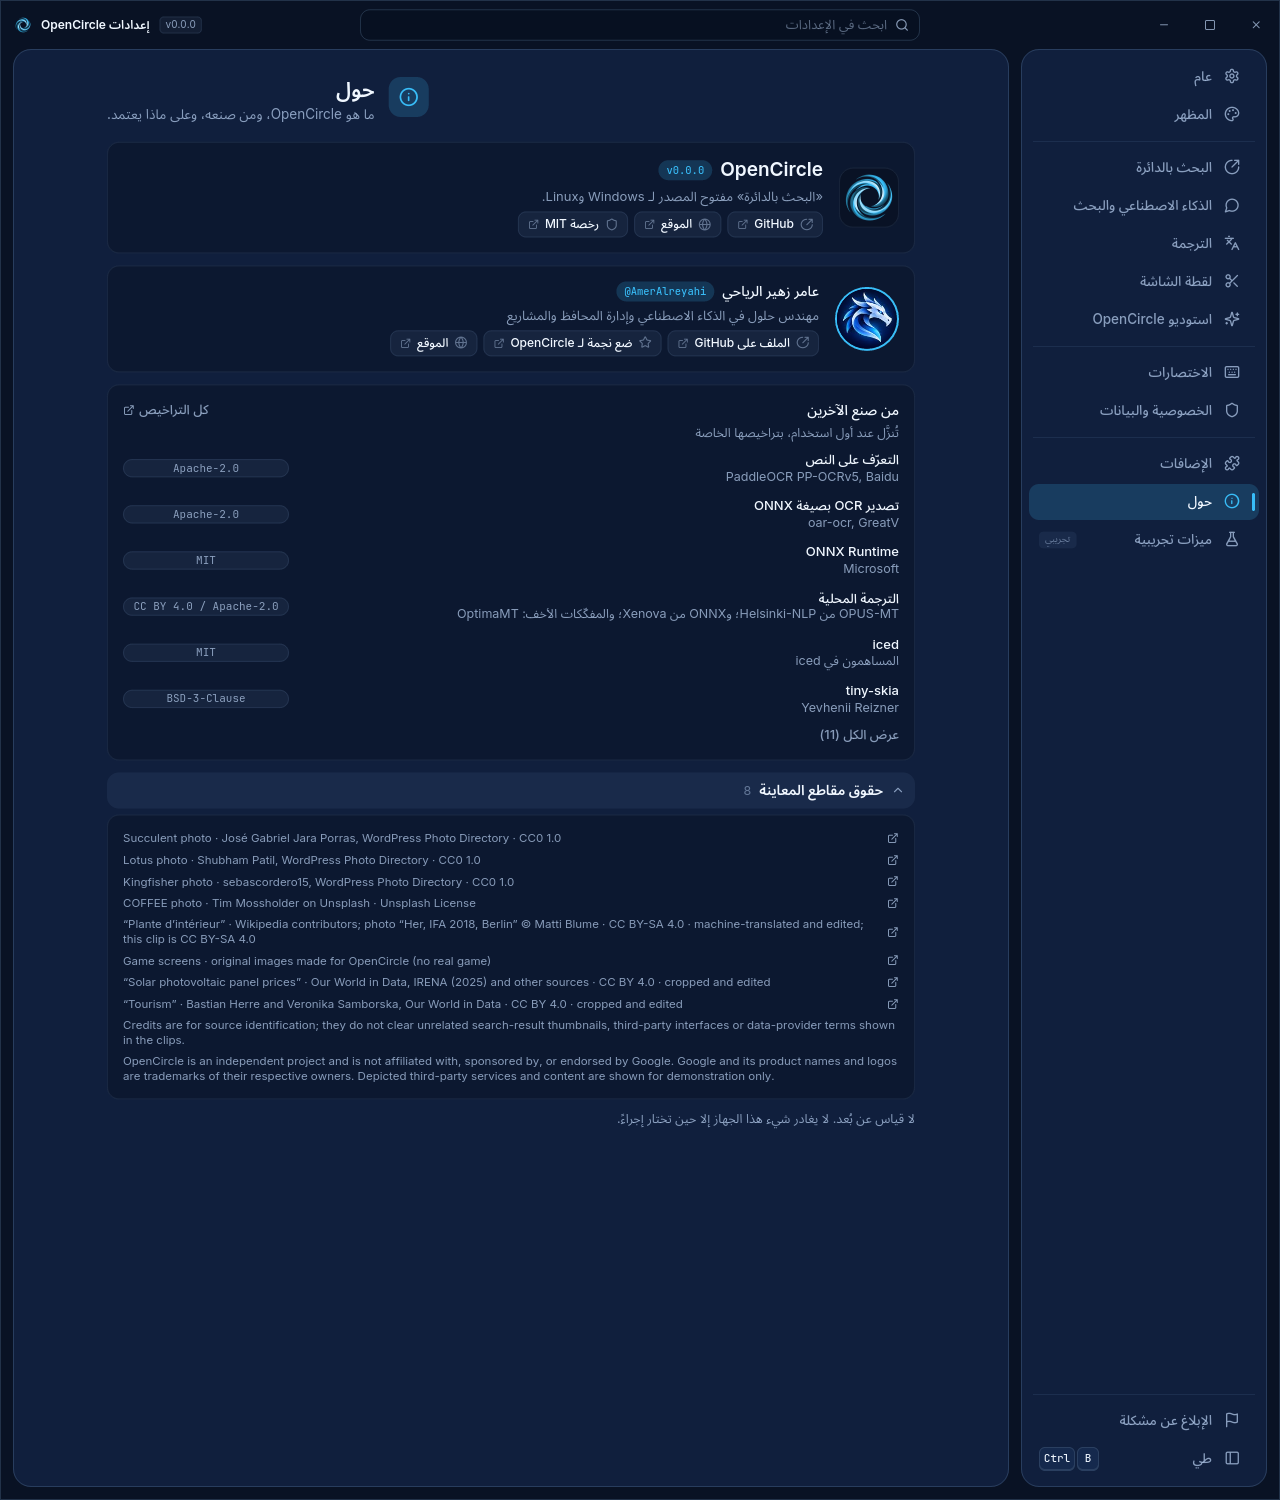 إعدادات OpenCircle
v0.0.0
ابحث في الإعدادات
عام
المظهر
البحث بالدائرة
الذكاء الاصطناعي والبحث
الترجمة
لقطة الشاشة
استوديو OpenCircle
الاختصارات
الخصوصية والبيانات
الإضافات
حول
ميزات تجريبية
تجريبي
الإبلاغ عن مشكلة
طي
Ctrl B
حول
ما هو OpenCircle، ومن صنعه، وعلى ماذا يعتمد.
OpenCircle v0.0.0
«البحث بالدائرة» مفتوح المصدر لـ Windows وLinux.
GitHub
الموقع
رخصة MIT
عامر زهير الرياحي @AmerAlreyahi
مهندس حلول في الذكاء الاصطناعي وإدارة المحافظ والمشاريع
الملف على GitHub
ضع نجمة لـ OpenCircle
الموقع
من صنع الآخرين
كل التراخيص
تُنزَّل عند أول استخدام، بتراخيصها الخاصة
التعرّف على النص
PaddleOCR PP-OCRv5, Baidu
Apache-2.0
تصدير OCR بصيغة ONNX
oar-ocr, GreatV
Apache-2.0
ONNX Runtime
Microsoft
MIT
الترجمة المحلية
OPUS-MT من Helsinki-NLP؛ وONNX من Xenova؛ والمفكّكات الأخف: OptimaMT
CC BY 4.0 / Apache-2.0
iced
المساهمون في iced
MIT
tiny-skia
Yevhenii Reizner
BSD-3-Clause
عرض الكل (11)
حقوق مقاطع المعاينة 8
Succulent photo · José Gabriel Jara Porras, WordPress Photo Directory · CC0 1.0
Lotus photo · Shubham Patil, WordPress Photo Directory · CC0 1.0
Kingfisher photo · sebascordero15, WordPress Photo Directory · CC0 1.0
COFFEE photo · Tim Mossholder on Unsplash · Unsplash License
“Plante d’intérieur” · Wikipedia contributors; photo “Her, IFA 2018, Berlin” © Matti Blume · CC BY-SA 4.0 · machine-translated and edited;
this clip is CC BY-SA 4.0
Game screens · original images made for OpenCircle (no real game)
“Solar photovoltaic panel prices” · Our World in Data, IRENA (2025) and other sources · CC BY 4.0 · cropped and edited
“Tourism” · Bastian Herre and Veronika Samborska, Our World in Data · CC BY 4.0 · cropped and edited
Credits are for source identification; they do not clear unrelated search-result thumbnails, third-party interfaces or data-provider terms shown
in the clips.
OpenCircle is an independent project and is not affiliated with, sponsored by, or endorsed by Google. Google and its product names and logos
are trademarks of their respective owners. Depicted third-party services and content are shown for demonstration only.
لا قياس عن بُعد. لا يغادر شيء هذا الجهاز إلا حين تختار إجراءً.